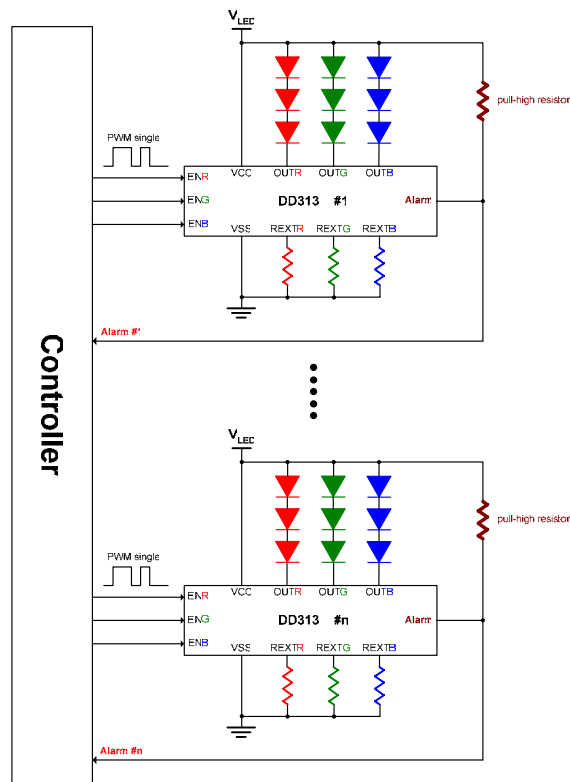 V_LED
pull-high resistor
PWM single
VCC OUTR OUTG OUTB
ENR
ENG
ENB
DD313 #1
Alarm
VSS REXTR REXTG REXTB
Alarm #1
Controller
V_LED
pull-high resistor
PWM single
VCC OUTR OUTG OUTB
ENR
ENG
ENB
DD313 #n
Alarm
VSS REXTR REXTG REXTB
Alarm #n